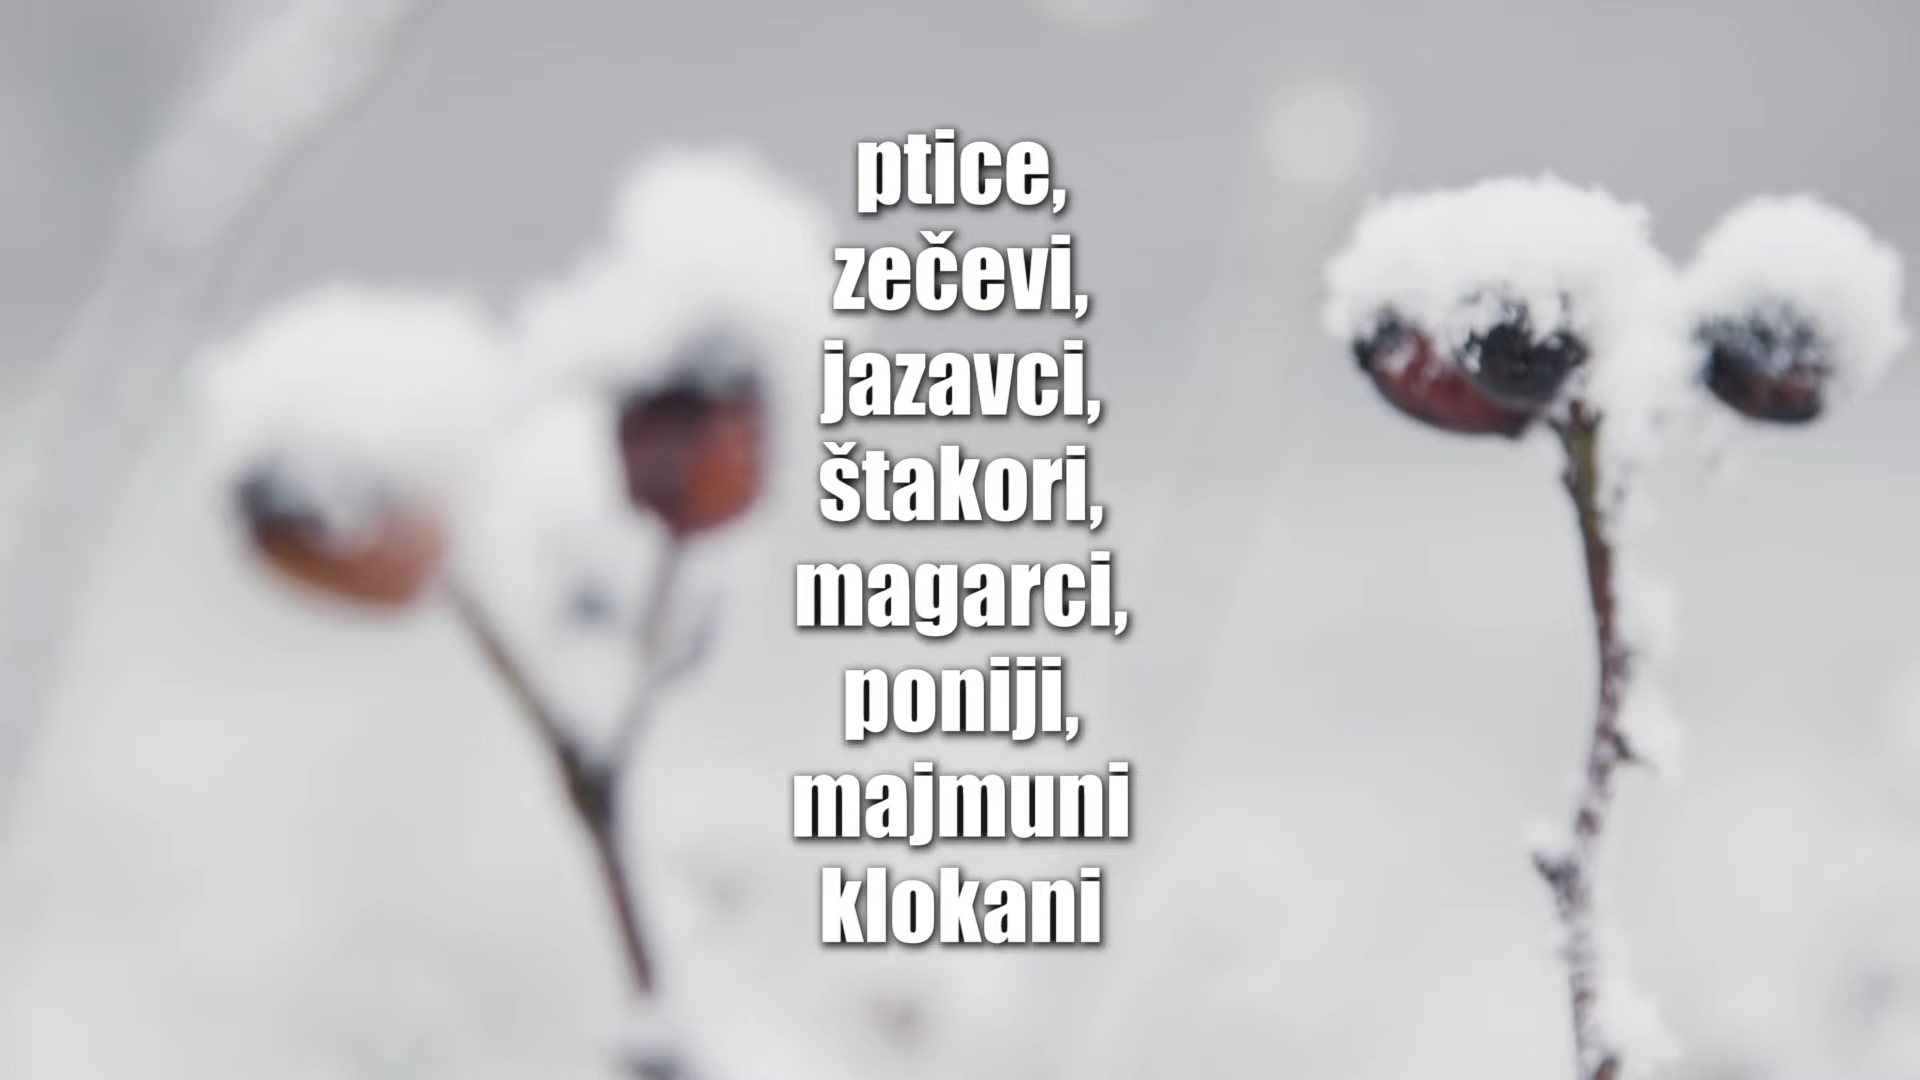 ptice,
zečevi,
jazavci,
štakori,
magarci,
poniji,
majmuni
klokani